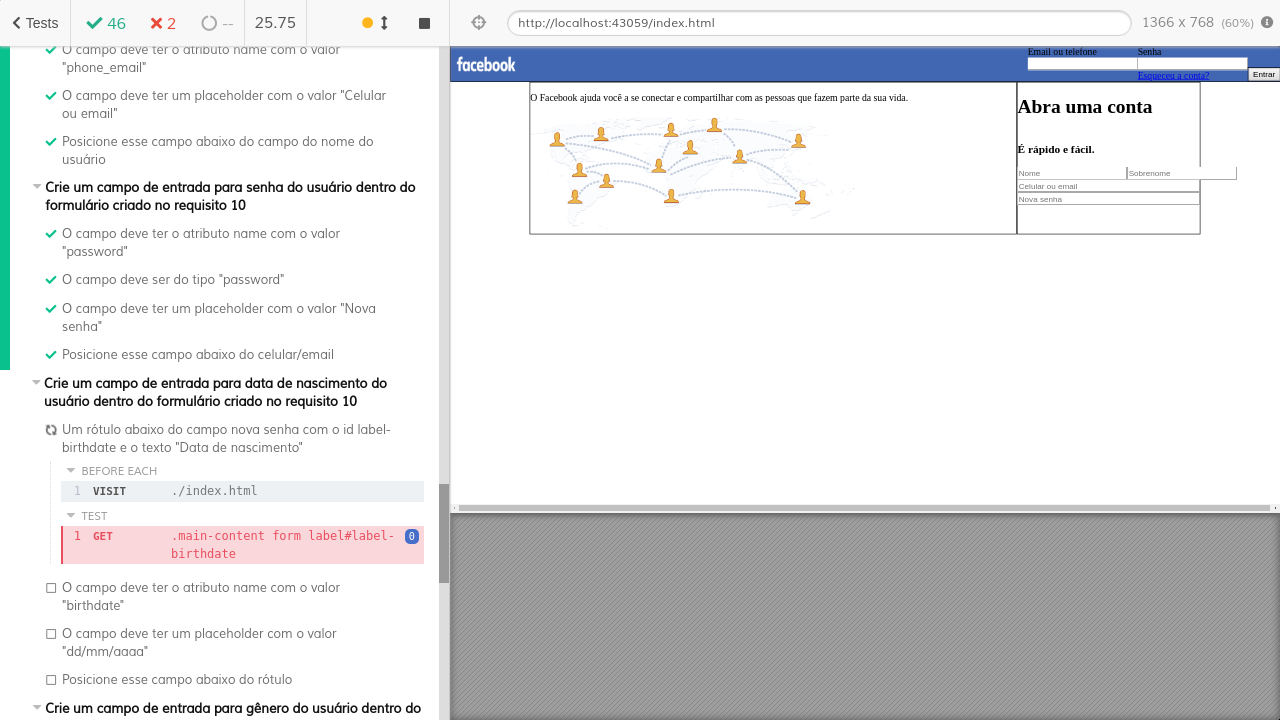 Tests 46 2 -- 25.75
http://localhost:43059/index.html 1366 x 768 (60%)
O campo deve ter o atributo name com o valor
"phone_email"
O campo deve ter um placeholder com o valor "Celular
ou email"
Posicione esse campo abaixo do campo do nome do
usuário
Crie um campo de entrada para senha do usuário dentro do
formulário criado no requisito 10
O campo deve ter o atributo name com o valor
"password"
O campo deve ser do tipo "password"
O campo deve ter um placeholder com o valor "Nova
senha"
Posicione esse campo abaixo do celular/email
Crie um campo de entrada para data de nascimento do
usuário dentro do formulário criado no requisito 10
Um rótulo abaixo do campo nova senha com o id label-
birthdate e o texto "Data de nascimento"
BEFORE EACH
1 VISIT ./index.html
TEST
1 GET .main-content form label#label- 0
birthdate
O campo deve ter o atributo name com o valor
"birthdate"
O campo deve ter um placeholder com o valor
"dd/mm/aaaa"
Posicione esse campo abaixo do rótulo
Crie um campo de entrada para gênero do usuário dentro do
facebook
Email ou telefone
Senha
Esqueceu a conta?
Entrar
O Facebook ajuda você a se conectar e compartilhar com as pessoas que fazem parte da sua vida.
Abra uma conta
É rápido e fácil.
Nome Sobrenome
Celular ou email
Nova senha